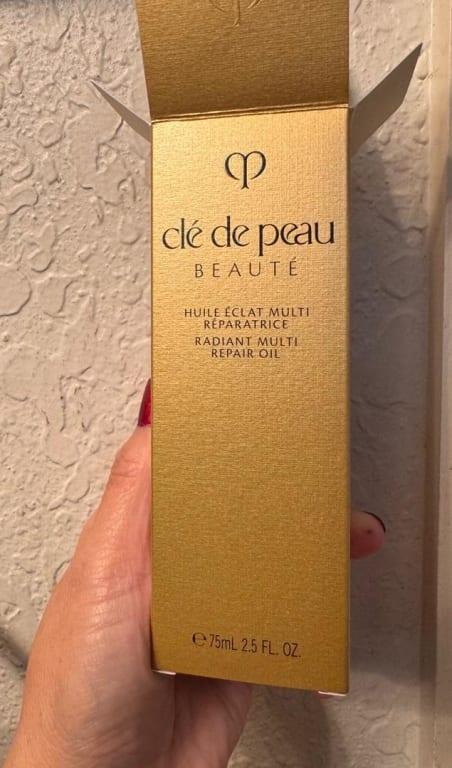 clé de peau
BEAUTÉ
HUILE ÉCLAT MULTI
RÉPARATRICE
RADIANT MULTI
REPAIR OIL
℮75mL 2.5 FL. OZ.